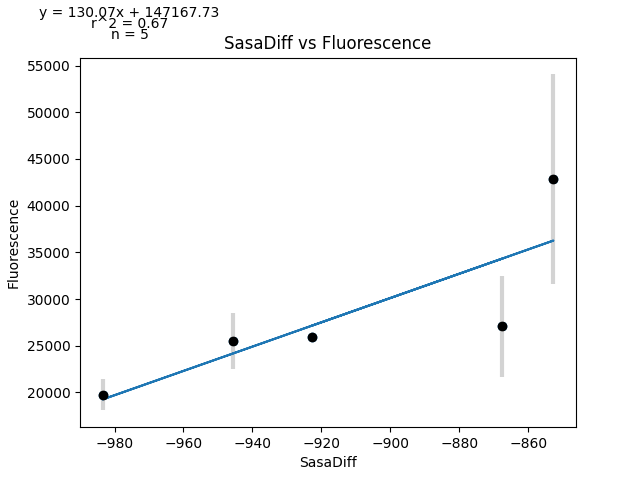 y = 130.07x + 147167.73
r^2 = 0.67
n = 5
SasaDiff vs Fluorescence
55000
50000
45000
40000
35000
30000
25000
20000
Fluorescence
−980 −960 −940 −920 −900 −880 −860
SasaDiff